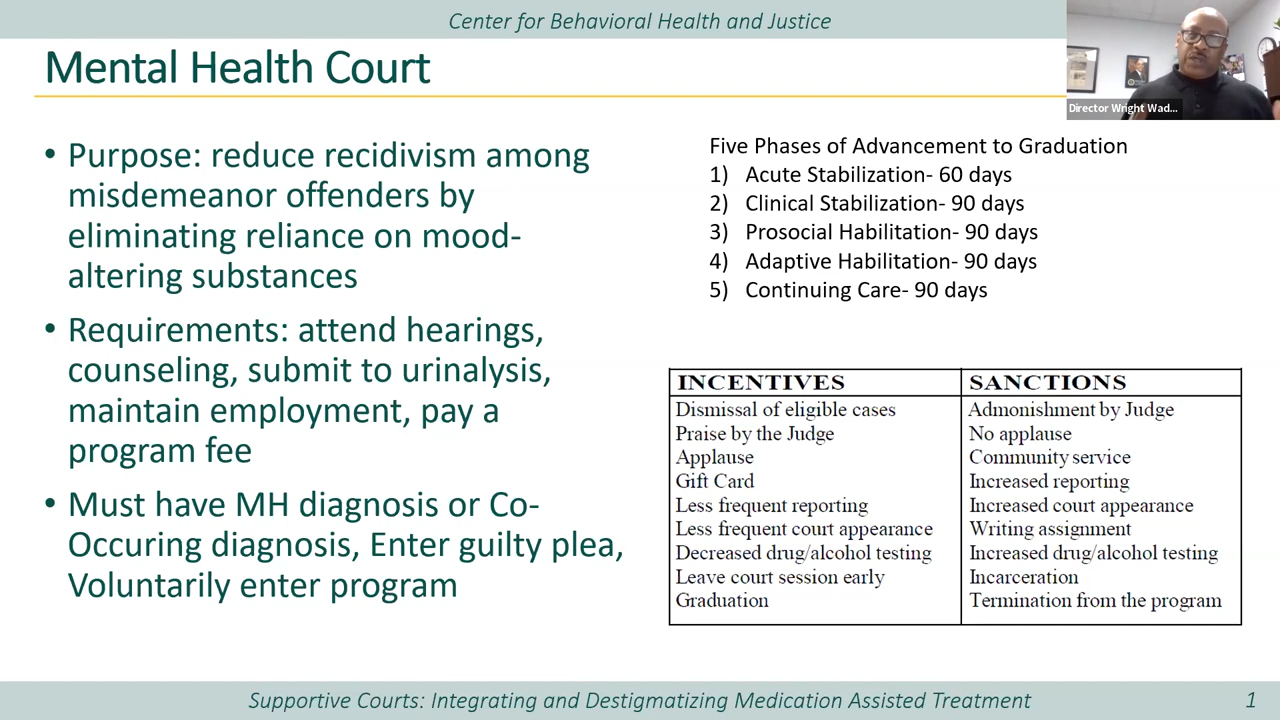 Center for Behavioral Health and Justice
Mental Health Court
Director Wright Wad...
• Purpose: reduce recidivism among
misdemeanor offenders by
eliminating reliance on mood-
altering substances
• Requirements: attend hearings,
counseling, submit to urinalysis,
maintain employment, pay a
program fee
• Must have MH diagnosis or Co-
Occuring diagnosis, Enter guilty plea,
Voluntarily enter program
Five Phases of Advancement to Graduation
1) Acute Stabilization- 60 days
2) Clinical Stabilization- 90 days
3) Prosocial Habilitation- 90 days
4) Adaptive Habilitation- 90 days
5) Continuing Care- 90 days
INCENTIVES SANCTIONS
Dismissal of eligible cases Admonishment by Judge
Praise by the Judge No applause
Applause Community service
Gift Card Increased reporting
Less frequent reporting Increased court appearance
Less frequent court appearance Writing assignment
Decreased drug/alcohol testing Increased drug/alcohol testing
Leave court session early Incarceration
Graduation Termination from the program
Supportive Courts: Integrating and Destigmatizing Medication Assisted Treatment 1